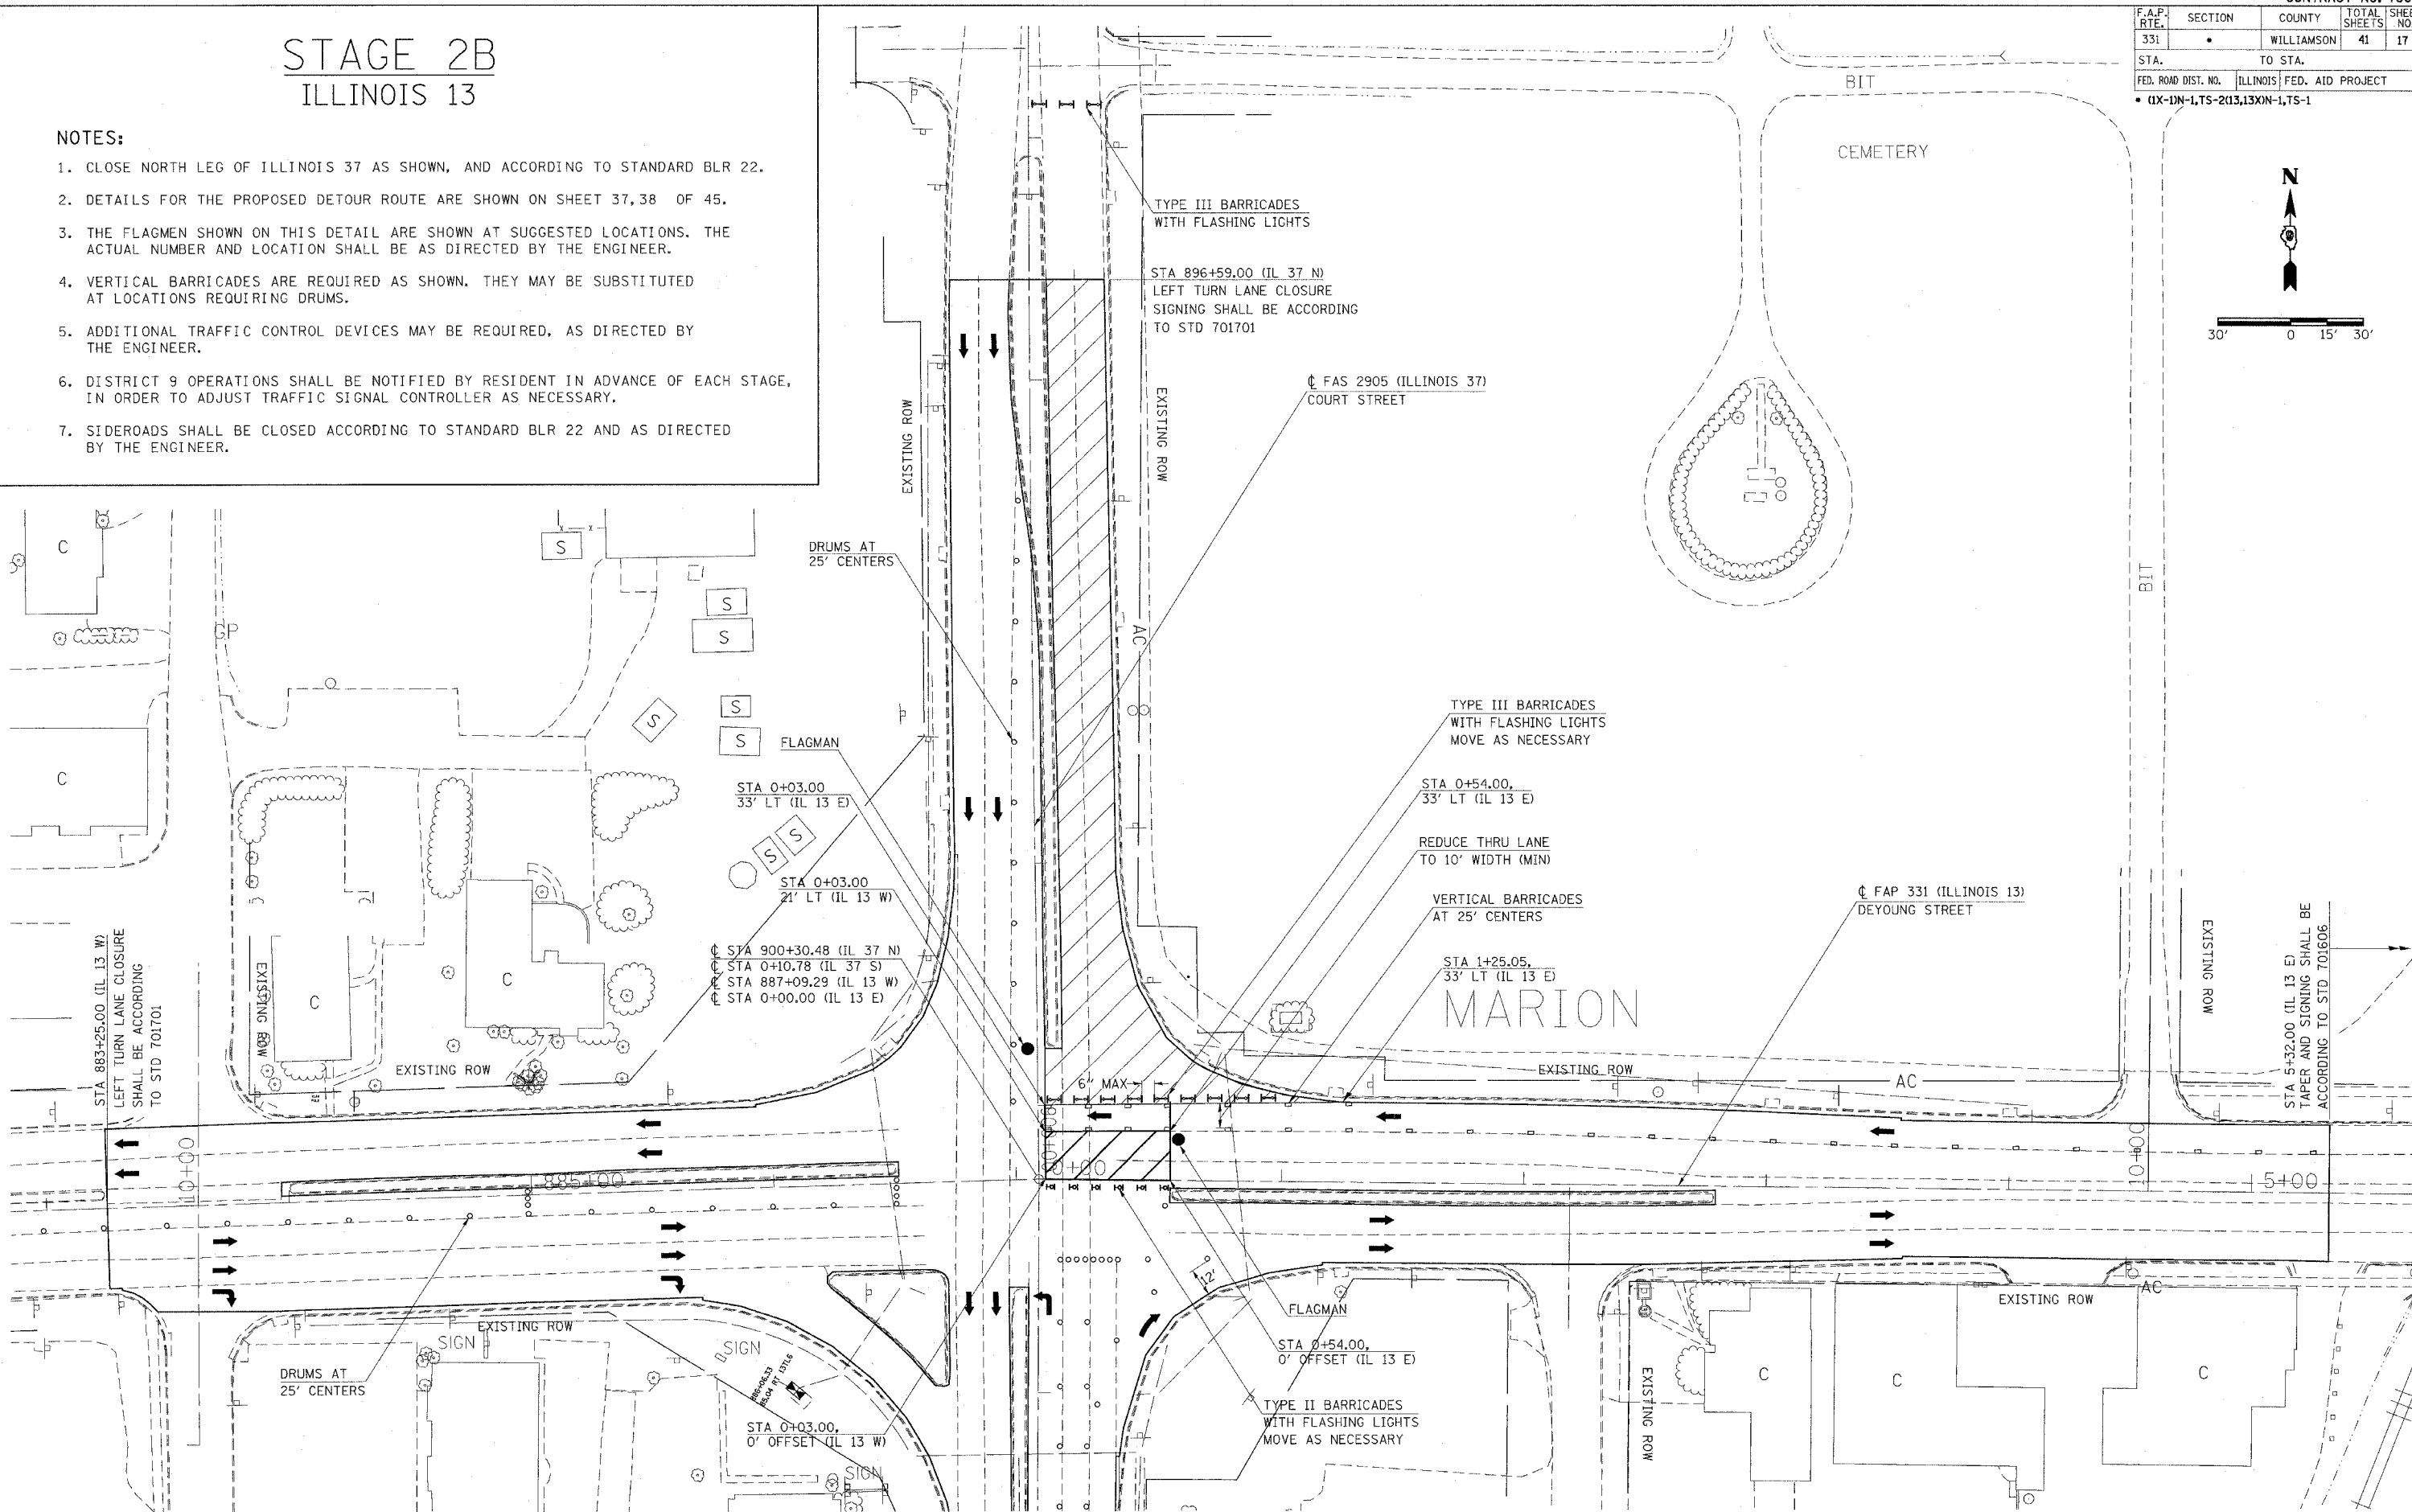 STAGE 2B
ILLINOIS 13
NOTES:
1. CLOSE NORTH LEG OF ILLINOIS 37 AS SHOWN, AND ACCORDING TO STANDARD BLR 22.
2. DETAILS FOR THE PROPOSED DETOUR ROUTE ARE SHOWN ON SHEET 37,38 OF 45.
3. THE FLAGMEN SHOWN ON THIS DETAIL ARE SHOWN AT SUGGESTED LOCATIONS. THE
ACTUAL NUMBER AND LOCATION SHALL BE AS DIRECTED BY THE ENGINEER.
4. VERTICAL BARRICADES ARE REQUIRED AS SHOWN. THEY MAY BE SUBSTITUTED
AT LOCATIONS REQUIRING DRUMS.
5. ADDITIONAL TRAFFIC CONTROL DEVICES MAY BE REQUIRED, AS DIRECTED BY
THE ENGINEER.
6. DISTRICT 9 OPERATIONS SHALL BE NOTIFIED BY RESIDENT IN ADVANCE OF EACH STAGE,
IN ORDER TO ADJUST TRAFFIC SIGNAL CONTROLLER AS NECESSARY.
7. SIDEROADS SHALL BE CLOSED ACCORDING TO STANDARD BLR 22 AND AS DIRECTED
BY THE ENGINEER.
F.A.P. RTE. SECTION COUNTY TOTAL SHEETS
331 • WILLIAMSON 41 17
STA. TO STA.
FED. ROAD DIST. NO. ILLINOIS FED. AID PROJECT
• (1X-1)N-1,TS-2(13,13X)N-1,TS-1
BIT
CEMETERY
N
30' 0 15' 30'
TYPE III BARRICADES
WITH FLASHING LIGHTS
STA 896+59.00 (IL 37 N)
LEFT TURN LANE CLOSURE
SIGNING SHALL BE ACCORDING
TO STD 701701
℄ FAS 2905 (ILLINOIS 37)
COURT STREET
EXISTING ROW
EXISTING ROW
BIT
C
S
DRUMS AT
25' CENTERS
S
S
GP
AC
S
S
S
C
FLAGMAN
TYPE III BARRICADES
WITH FLASHING LIGHTS
MOVE AS NECESSARY
STA 0+03.00
33' LT (IL 13 E)
STA 0+54.00,
33' LT (IL 13 E)
S
S
REDUCE THRU LANE
TO 10' WIDTH (MIN)
STA 0+03.00
21' LT (IL 13 W)
VERTICAL BARRICADES
AT 25' CENTERS
℄ FAP 331 (ILLINOIS 13)
DEYOUNG STREET
℄ STA 900+30.48 (IL 37 N)
℄ STA 0+10.78 (IL 37 S)
℄ STA 887+09.29 (IL 13 W)
℄ STA 0+00.00 (IL 13 E)
STA 1+25.05,
33' LT (IL 13 E)
MARION
STA 883+25.00 (IL 13 W)
LEFT TURN LANE CLOSURE
SHALL BE ACCORDING
TO STD 701701
EXISTING ROW
C
C
EXISTING ROW
STA 5+32.00 (IL 13 E)
TAPER AND SIGNING SHALL BE
ACCORDING TO STD 701606
EXISTING ROW
EXISTING ROW
AC
6" MAX
10+00
885+00
0+00
10+00
5+00
12'
EXISTING ROW
SIGN
SIGN
SIGN
FLAGMAN
STA 0+54.00,
0' OFFSET (IL 13 E)
DRUMS AT
25' CENTERS
STA 0+03.00,
0' OFFSET (IL 13 W)
TYPE II BARRICADES
WITH FLASHING LIGHTS
MOVE AS NECESSARY
EXISTING ROW
EXISTING ROW
AC
C
C
C